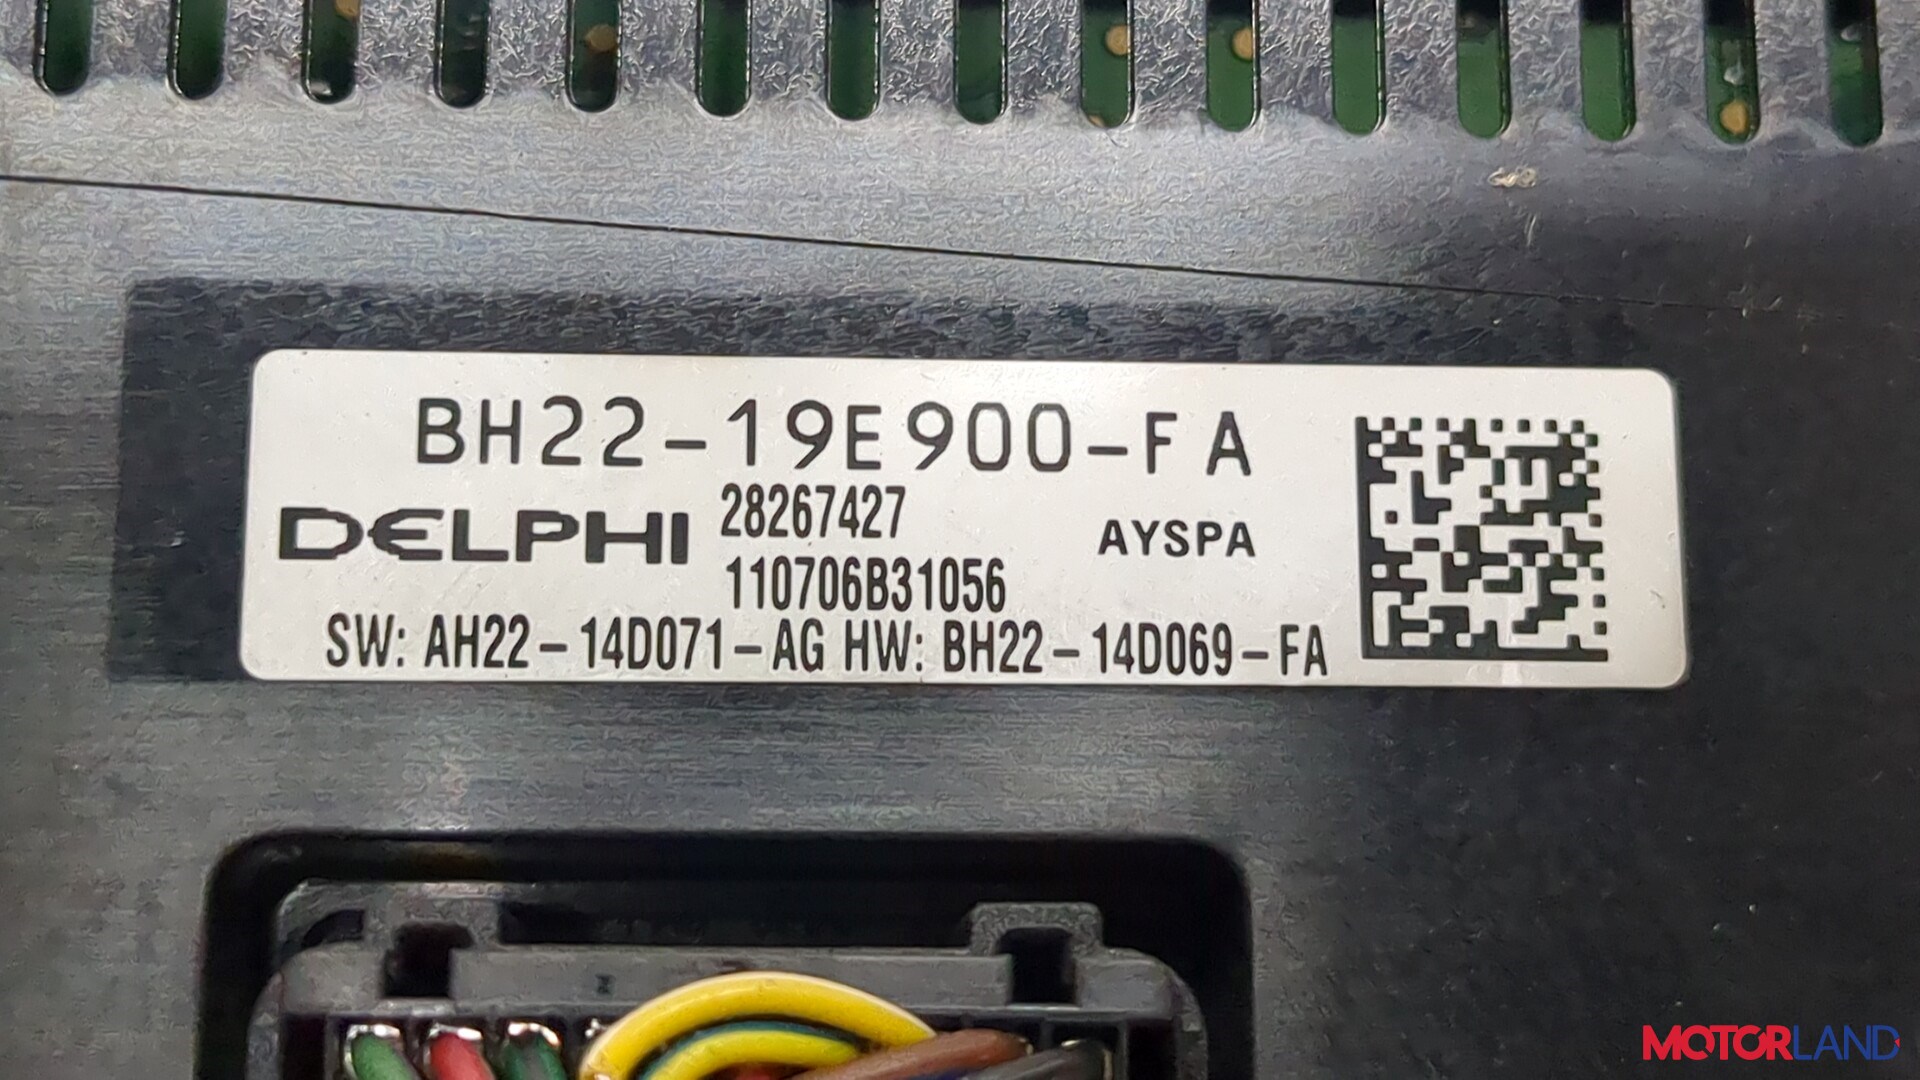 BH22-19E900-FA
DELPHI
28267427
AYSPA
110706B31056
SW: AH22-14D071-AG HW: BH22-14D069-FA
MOTORLAND